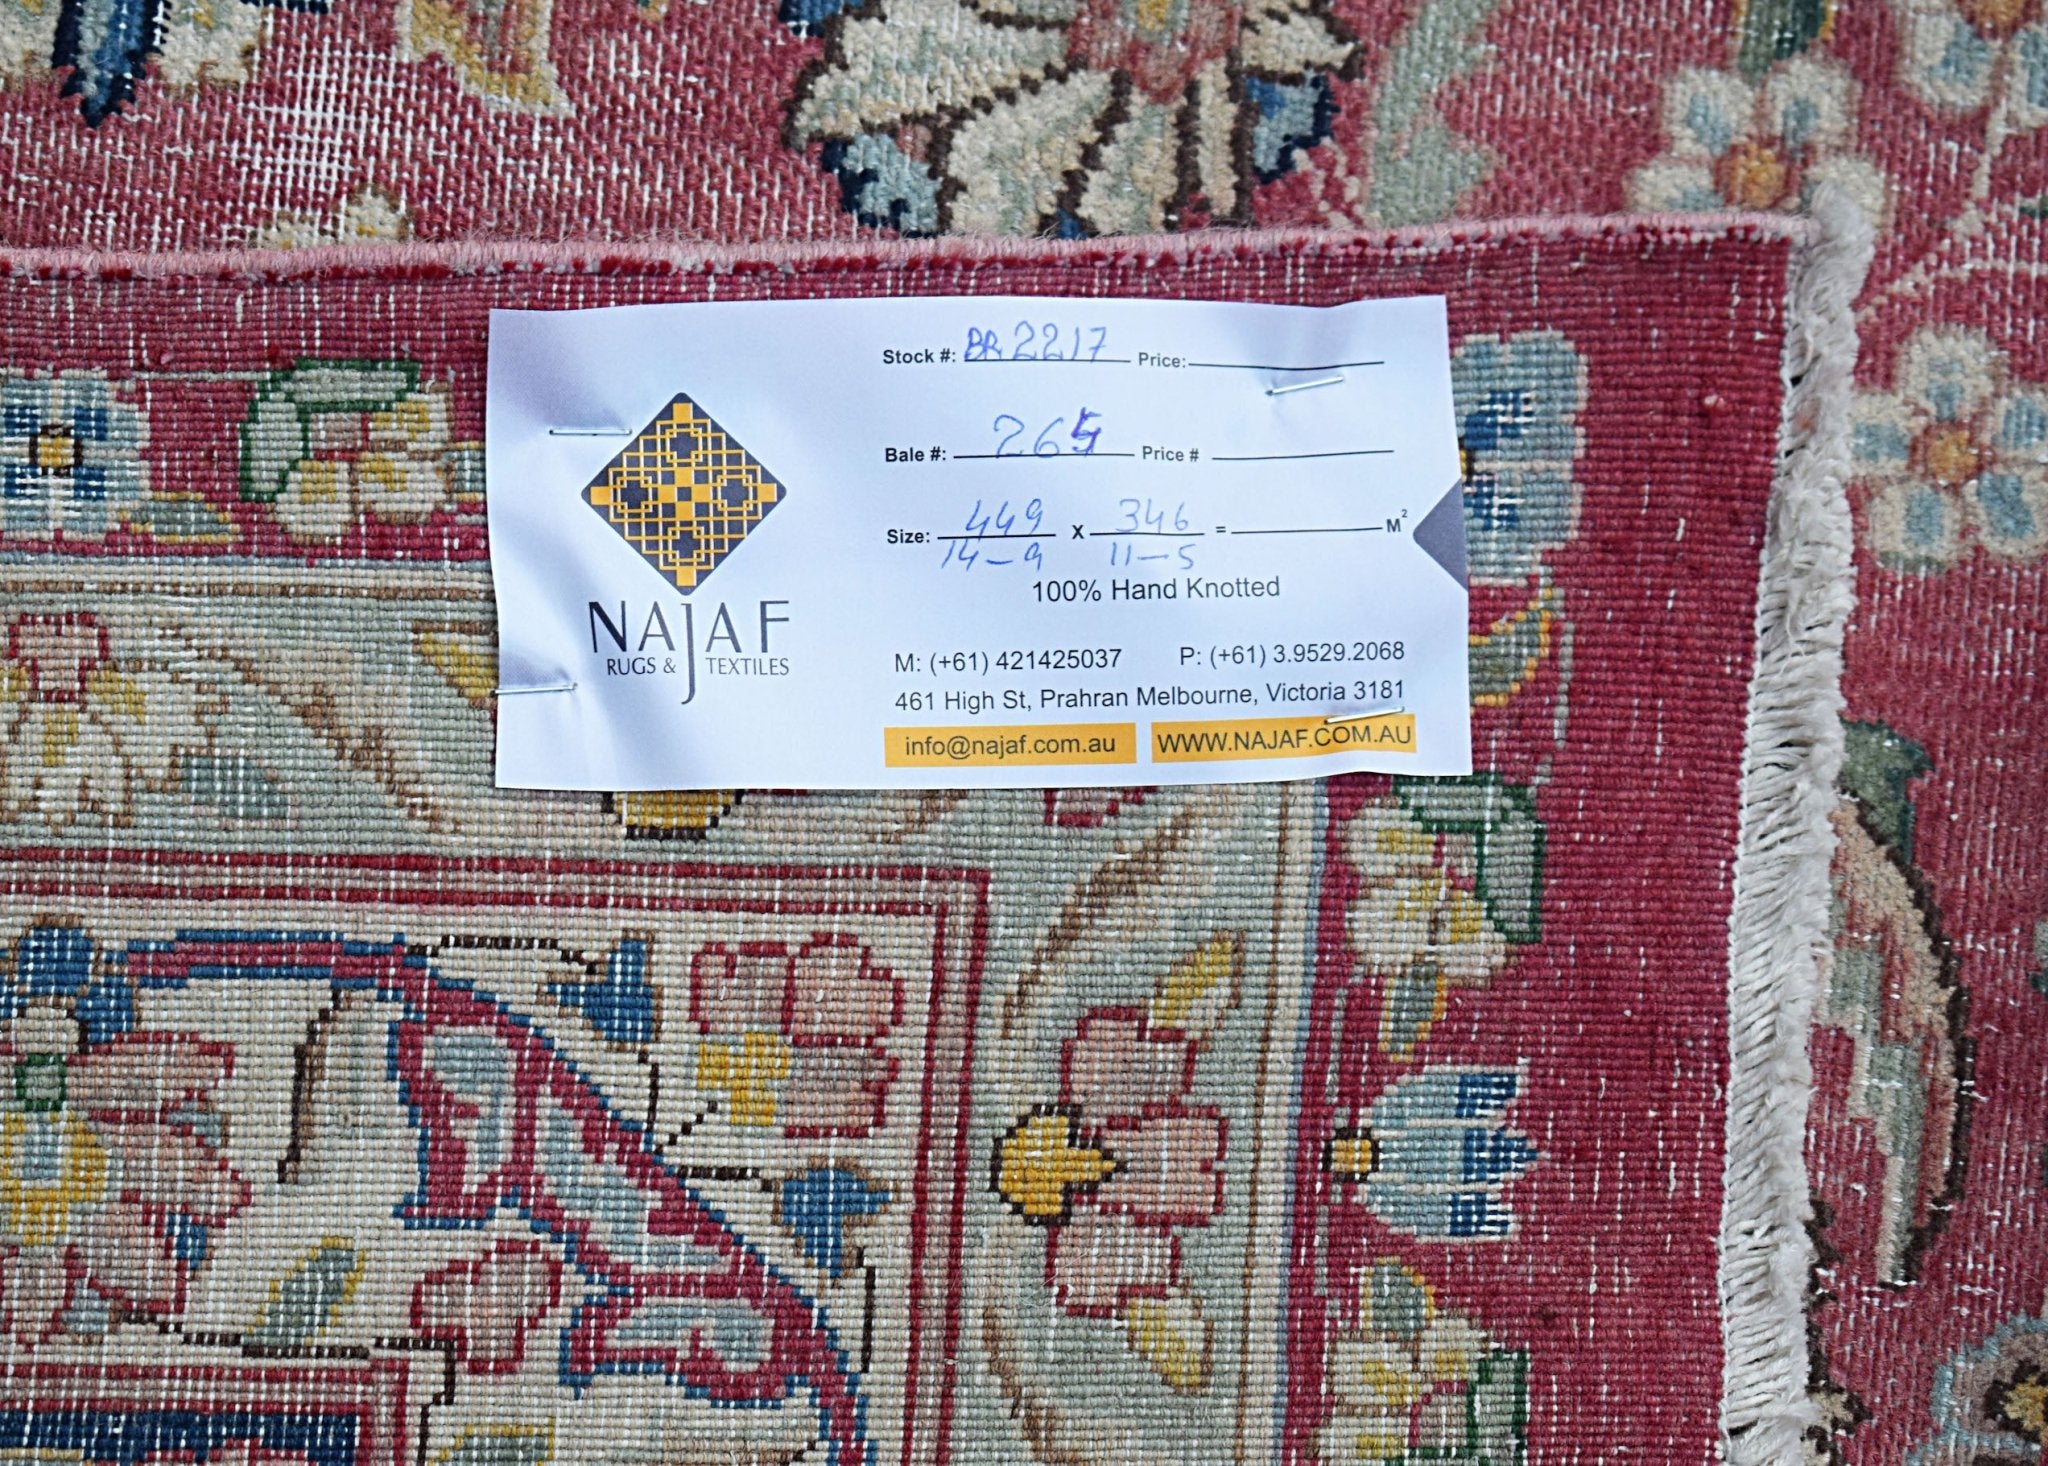 Stock #: BR 2217 Price:
Bale #: 265 Price #
Size: 449 X 346 = M²
14-9 11-5
100% Hand Knotted
NAJAF
RUGS & TEXTILES
M: (+61) 421425037 P: (+61) 3.9529.2068
461 High St, Prahran Melbourne, Victoria 3181
info@najaf.com.au WWW.NAJAF.COM.AU